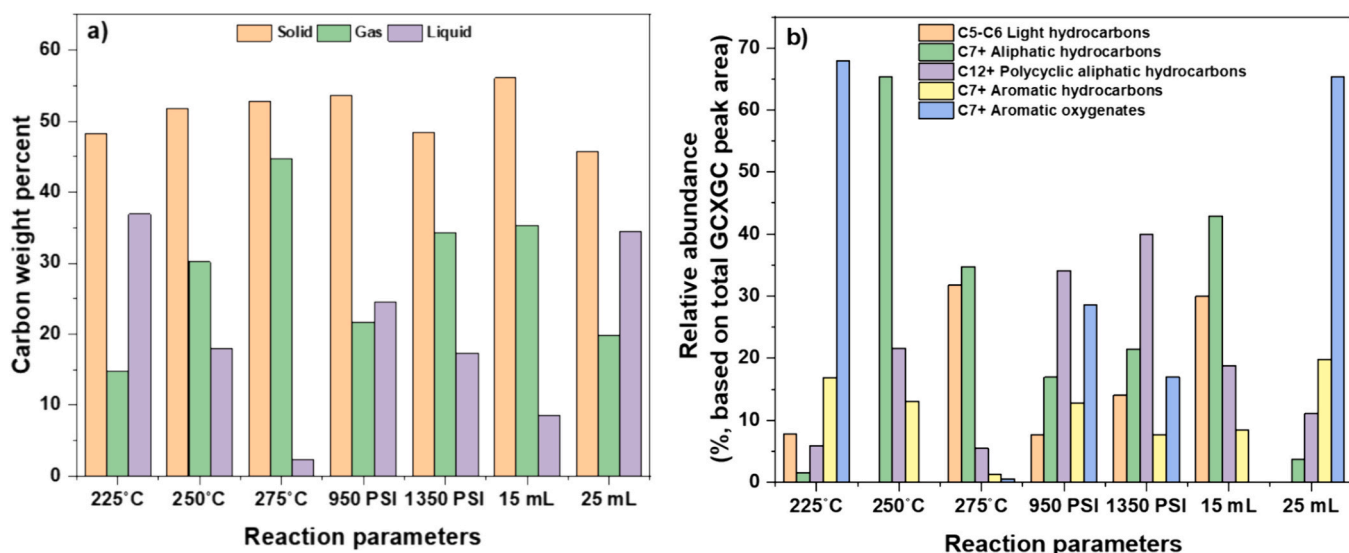 a)
Solid Gas Liquid
Carbon weight percent
60
50
40
30
20
10
0
225°C 250°C 275°C 950 PSI 1350 PSI 15 mL 25 mL
Reaction parameters
b)
C5-C6 Light hydrocarbons
C7+ Aliphatic hydrocarbons
C12+ Polycyclic aliphatic hydrocarbons
C7+ Aromatic hydrocarbons
C7+ Aromatic oxygenates
Relative abundance
(%, based on total GCXGC peak area)
70
60
50
40
30
20
10
0
225°C 250°C 275°C 950 PSI 1350 PSI 15 mL 25 mL
Reaction parameters